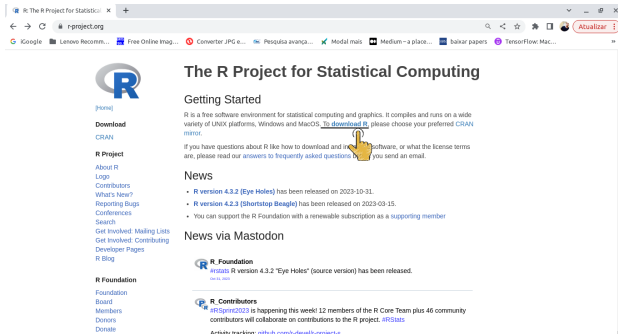 R: The R Project for Statistical
r-project.org
Atualizar
iGoogle
Lenovo Recomm...
Free Online Imag...
Converter JPG e...
Pesquisa avança...
Modal mais
Medium – a place...
baixar papers
TensorFlow: Mac...
»
R
[Home]
Download
CRAN
R Project
About R
Logo
Contributors
What's New?
Reporting Bugs
Conferences
Search
Get Involved: Mailing Lists
Get Involved: Contributing
Developer Pages
R Blog
R Foundation
Foundation
Board
Members
Donors
Donate
The R Project for Statistical Computing
Getting Started
R is a free software environment for statistical computing and graphics. It compiles and runs on a wide
variety of UNIX platforms, Windows and MacOS. To download R, please choose your preferred CRAN
mirror.
If you have questions about R like how to download and software, or what the license terms
are, please read our answers to frequently asked questions you send an email.
News
• R version 4.3.2 (Eye Holes) has been released on 2023-10-31.
• R version 4.2.3 (Shortstop Beagle) has been released on 2023-03-15.
• You can support the R Foundation with a renewable subscription as a supporting member
News via Mastodon
R_Foundation
#rstats R version 4.3.2 "Eye Holes" (source version) has been released.
R_Contributors
#RSprint2023 is happening this week! 12 members of the R Core Team plus 46 community
contributors will collaborate on contributions to the R project. #RStats
Activity tracking: